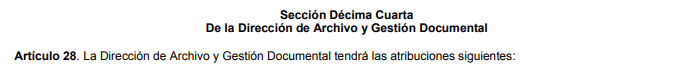 Sección Décima Cuarta
De la Dirección de Archivo y Gestión Documental
Artículo 28. La Dirección de Archivo y Gestión Documental tendrá las atribuciones siguientes: